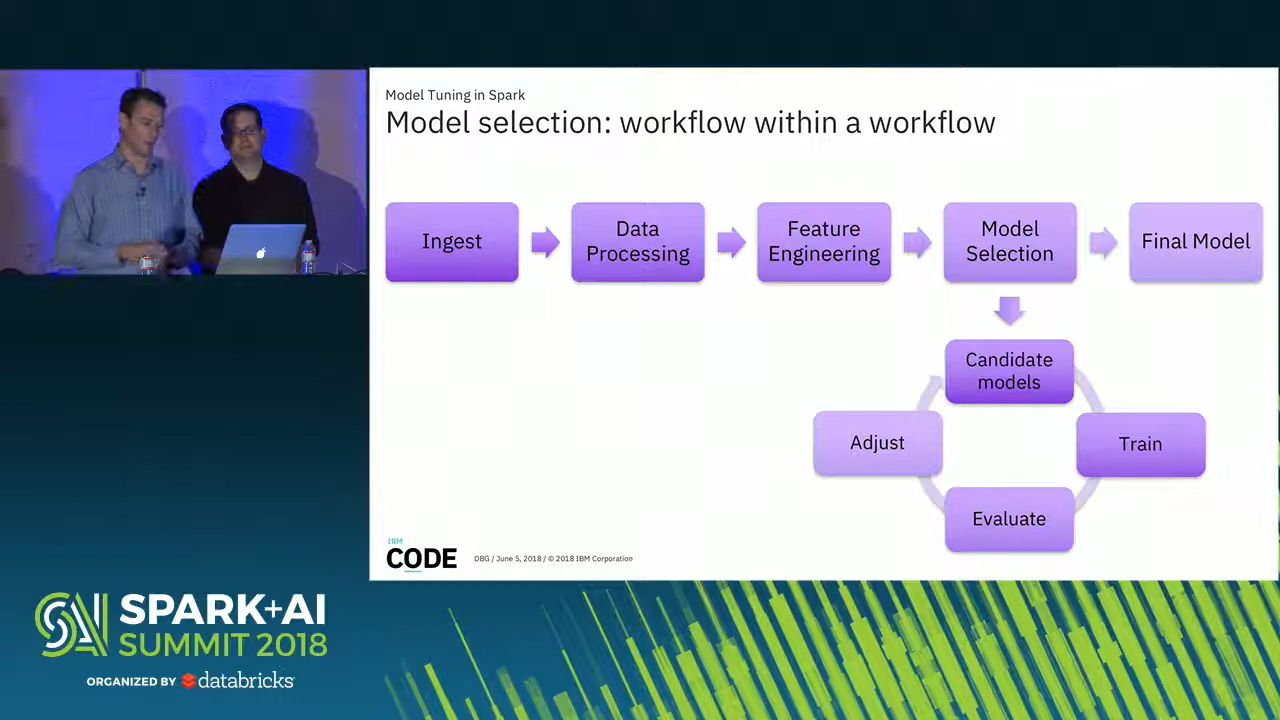 Model Tuning in Spark
Model selection: workflow within a workflow
Ingest
Data
Processing
Feature
Engineering
Model
Selection
Final Model
Candidate
models
Adjust
Train
Evaluate
IBM
CODE
DBG / June 5, 2018 / © 2018 IBM Corporation
SPARK+AI
SUMMIT 2018
ORGANIZED BY databricks